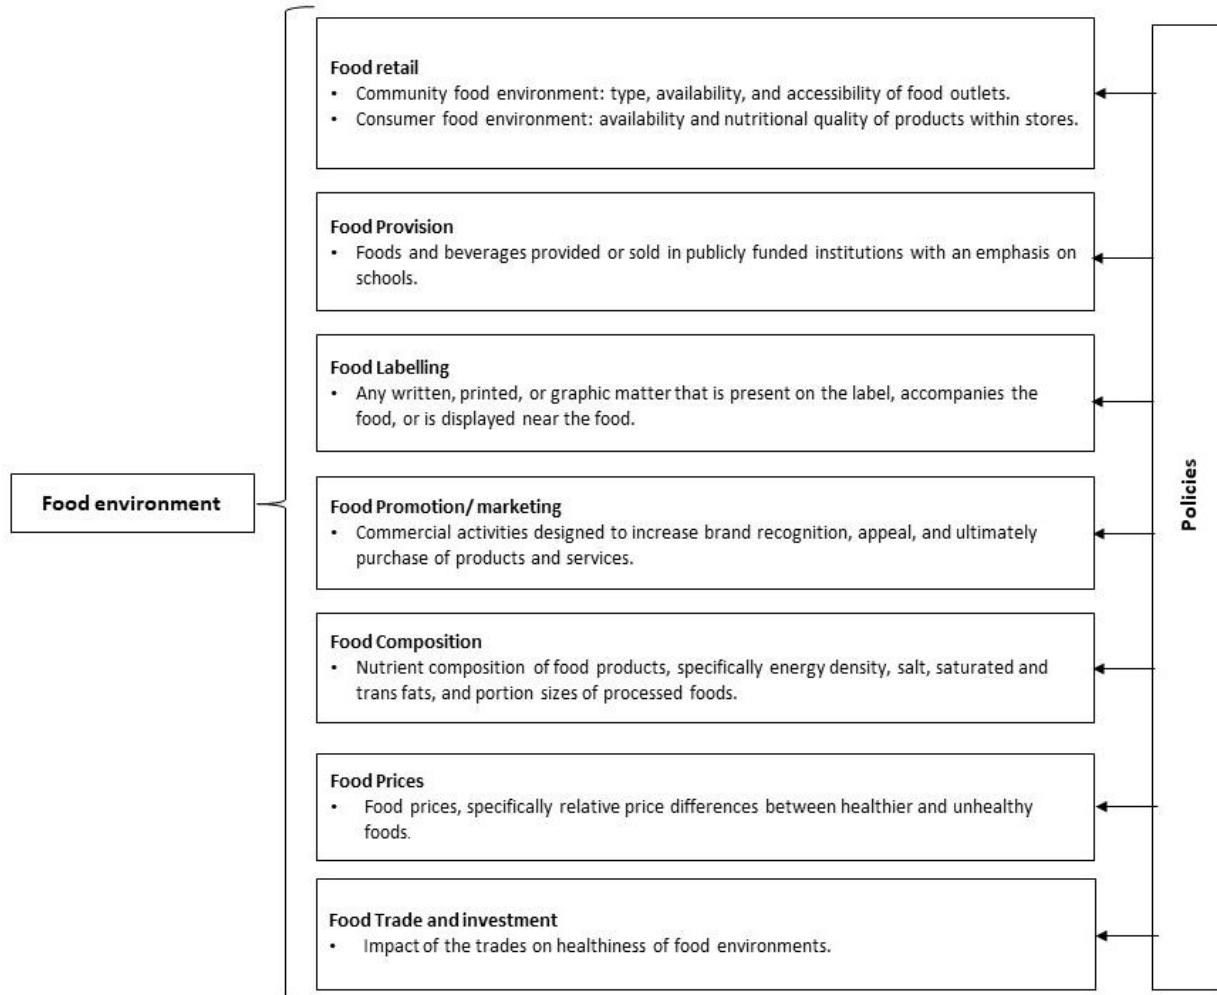 Food retail
• Community food environment: type, availability, and accessibility of food outlets.
• Consumer food environment: availability and nutritional quality of products within stores.
Food Provision
• Foods and beverages provided or sold in publicly funded institutions with an emphasis on
schools.
Food Labelling
• Any written, printed, or graphic matter that is present on the label, accompanies the
food, or is displayed near the food.
Food environment
Food Promotion/ marketing
• Commercial activities designed to increase brand recognition, appeal, and ultimately
purchase of products and services.
Food Composition
• Nutrient composition of food products, specifically energy density, salt, saturated and
trans fats, and portion sizes of processed foods.
Food Prices
• Food prices, specifically relative price differences between healthier and unhealthy
foods.
Food Trade and investment
• Impact of the trades on healthiness of food environments.
Policies